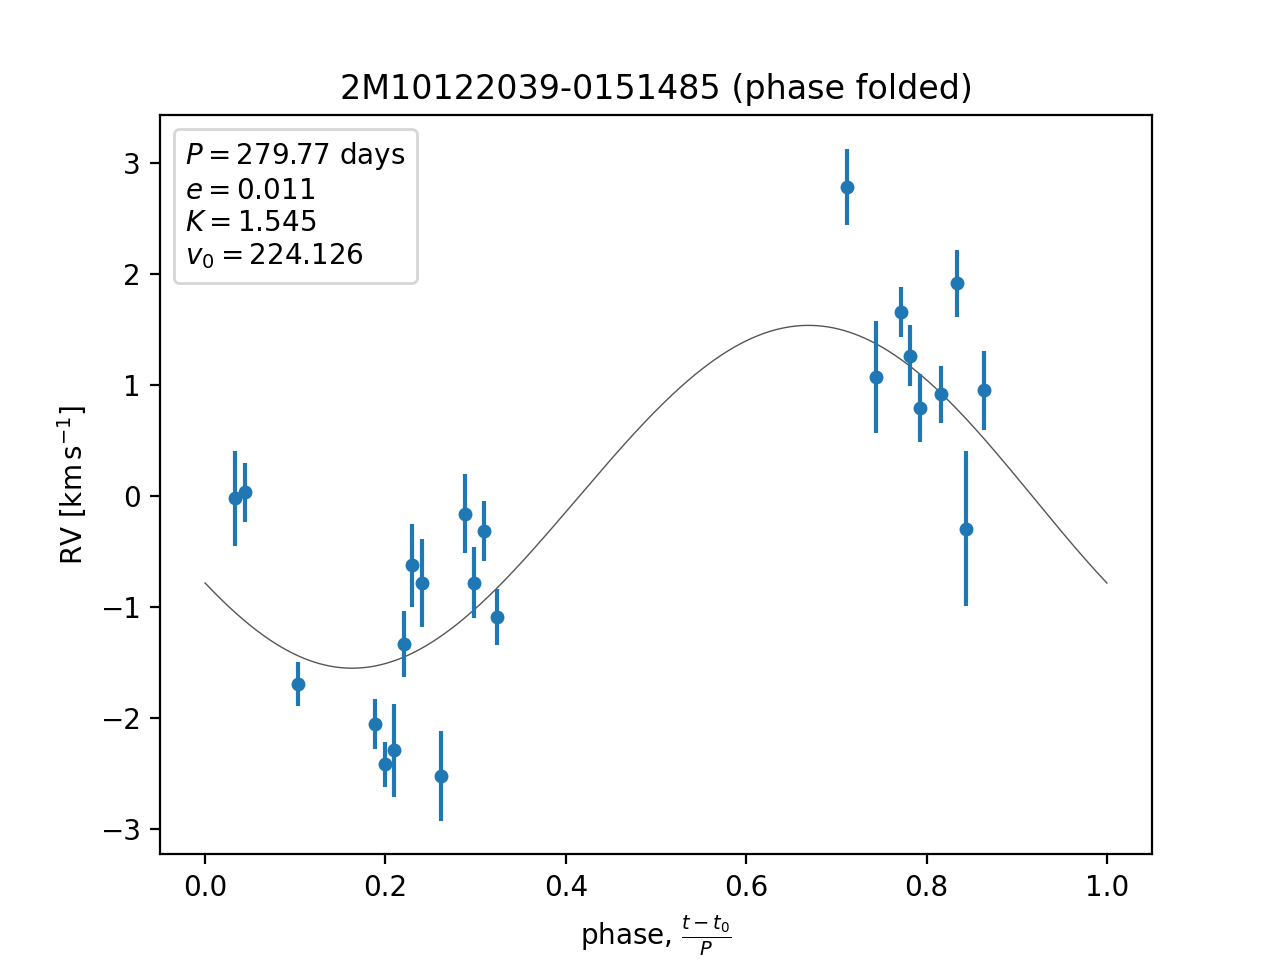 2M10122039-0151485 (phase folded)
P = 279.77 days
e = 0.011
K = 1.545
v₀ = 224.126
3
2
1
0
−1
−2
−3
RV [km s⁻¹]
0.0 0.2 0.4 0.6 0.8 1.0
phase, (t − t₀)/P